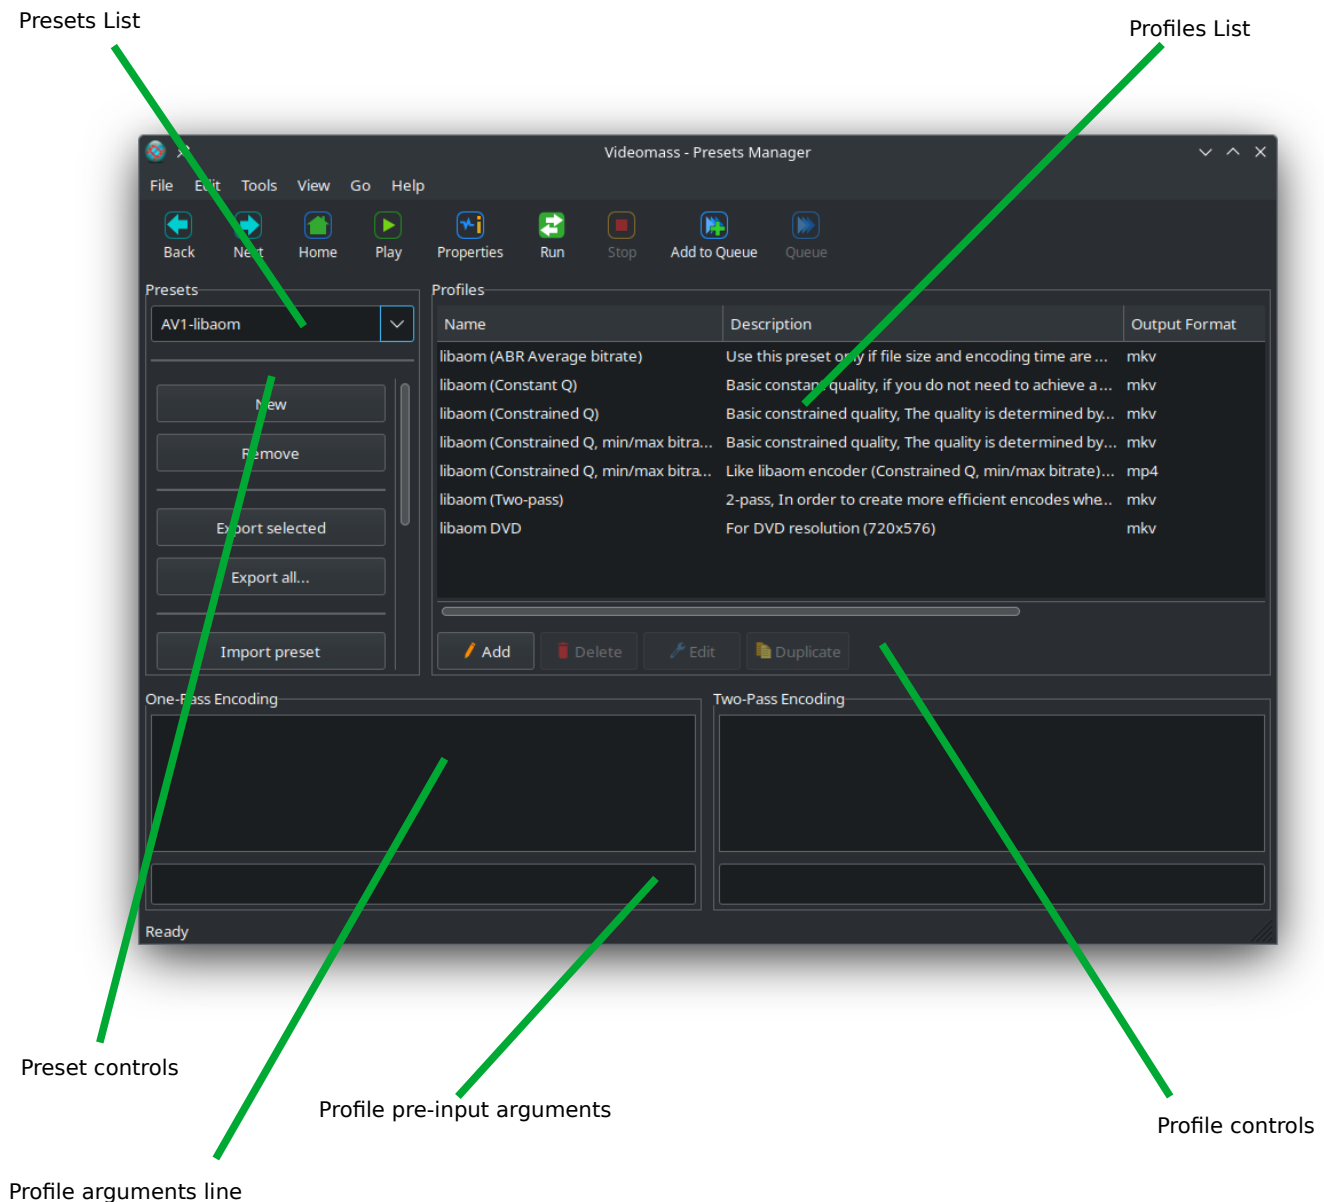 Presets List
Profiles List
Videomass - Presets Manager
File Edit Tools View Go Help
Back Next Home Play Properties Run Stop Add to Queue Queue
Presets
AV1-libaom
New
Remove
Export selected
Export all...
Import preset
Profiles
Name Description Output Format
libaom (ABR Average bitrate) Use this preset only if file size and encoding time are ... mkv
libaom (Constant Q) Basic constant quality, if you do not need to achieve a ... mkv
libaom (Constrained Q) Basic constrained quality, The quality is determined by... mkv
libaom (Constrained Q, min/max bitra... Basic constrained quality, The quality is determined by... mkv
libaom (Constrained Q, min/max bitra... Like libaom encoder (Constrained Q, min/max bitrate)... mp4
libaom (Two-pass) 2-pass, In order to create more efficient encodes whe... mkv
libaom DVD For DVD resolution (720x576) mkv
Add Delete Edit Duplicate
One-Pass Encoding
Two-Pass Encoding
Ready
Preset controls
Profile pre-input arguments
Profile controls
Profile arguments line